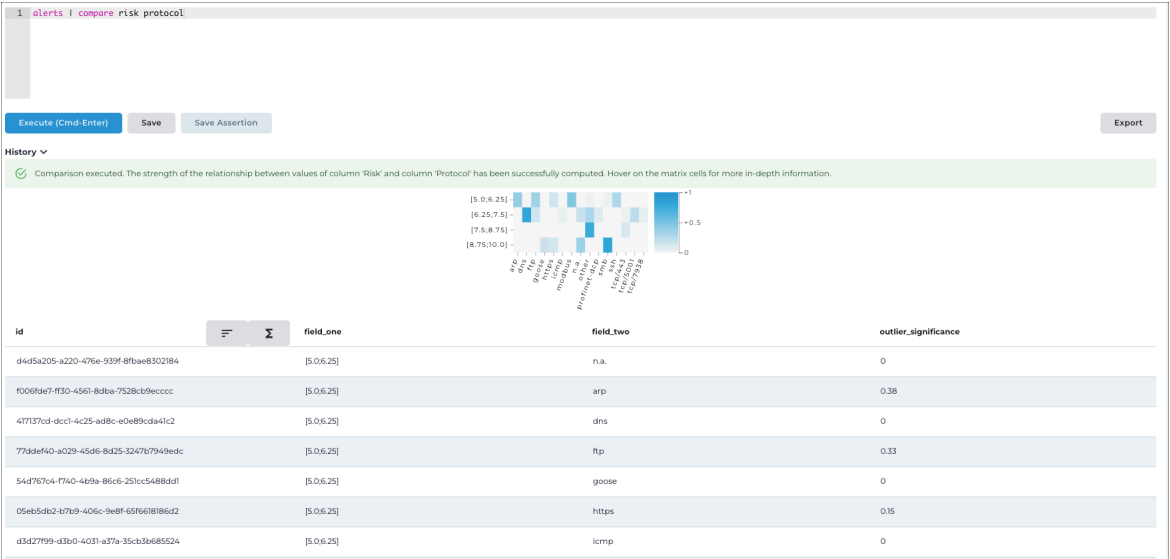 1 alerts | compare risk protocol
Execute (Cmd-Enter) Save Save Assertion Export
History
Comparison executed. The strength of the relationship between values of column 'Risk' and column 'Protocol' has been successfully computed. Hover on the matrix cells for more in-depth information.
[5.0;6.25]
[6.25;7.5]
[7.5;8.75]
[8.75;10.0]
+1
+0.5
0
arp
dns
ftp
goose
https
icmp
modbus
n.a.
other
profinet-dcp
smb
ssh
tcp/443
tcp/5001
tcp/7938
id Σ field_one field_two outlier_significance
d4d5a205-a220-476e-939f-8fbae8302184 [5.0;6.25] n.a. 0
f006fde7-ff30-4561-8dba-7528cb9ecccc [5.0;6.25] arp 0.38
417137cd-dcc1-4c25-ad8c-e0e89cda41c2 [5.0;6.25] dns 0
77ddef40-a029-45d6-8d25-3247b7949edc [5.0;6.25] ftp 0.33
54d767c4-f740-4b9a-86c6-251cc5488dd1 [5.0;6.25] goose 0
05eb5db2-b7b9-406c-9e8f-65f6618186d2 [5.0;6.25] https 0.15
d3d27f99-d3b0-4031-a37a-35cb3b685524 [5.0;6.25] icmp 0